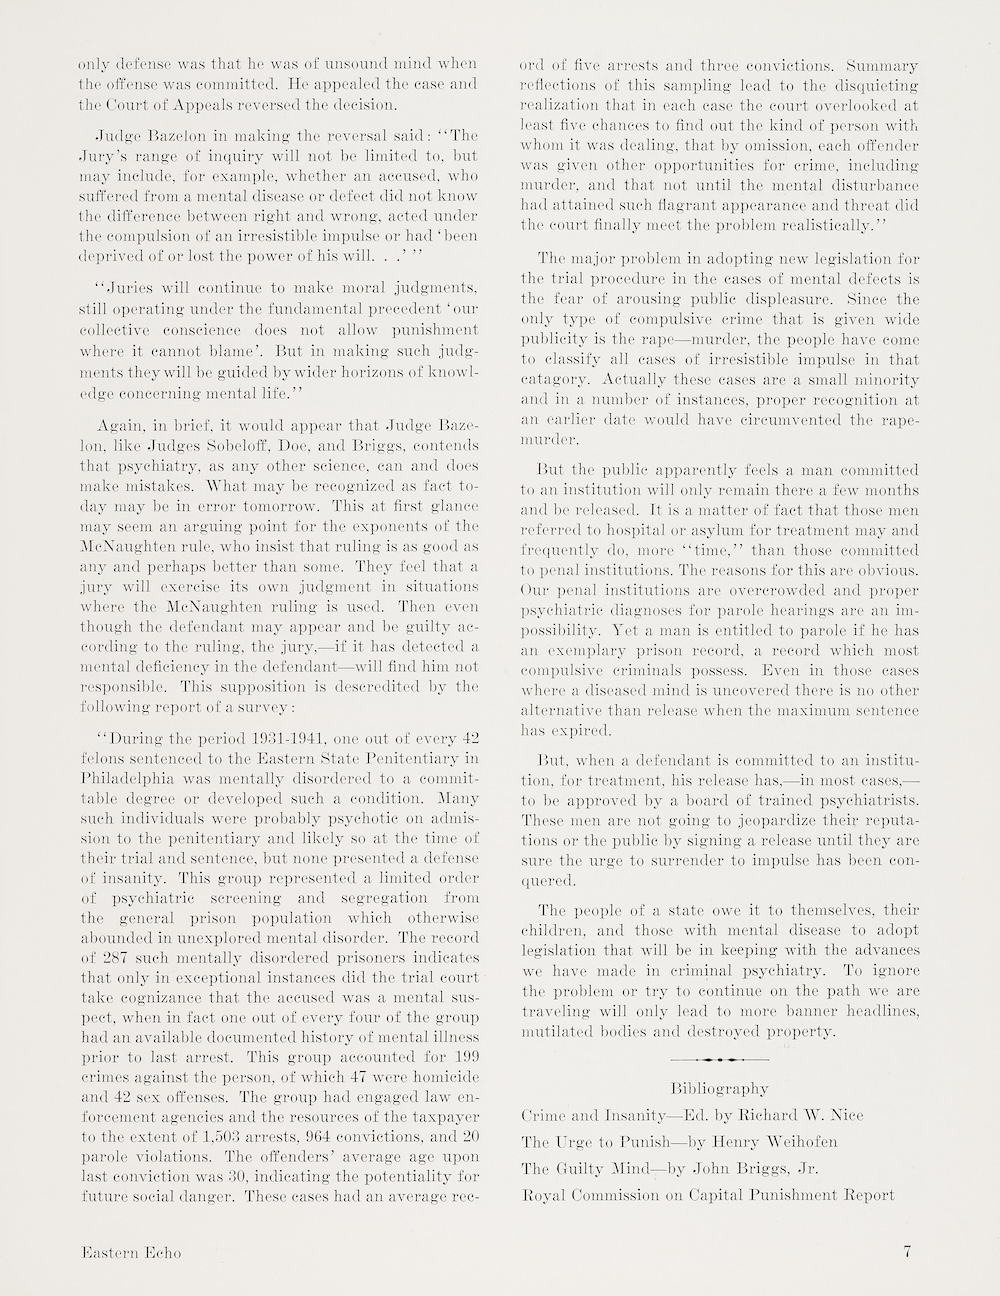 only defense was that he was of unsound mind when
the offense was committed. He appealed the case and
the Court of Appeals reversed the decision.
Judge Bazelon in making the reversal said: “The
Jury’s range of inquiry will not be limited to, but
may include, for example, whether an accused, who
suffered from a mental disease or defect did not know
the difference between right and wrong, acted under
the compulsion of an irresistible impulse or had ‘been
deprived of or lost the power of his will. . .’ ”
“Juries will continue to make moral judgments,
still operating under the fundamental precedent ‘our
collective conscience does not allow punishment
where it cannot blame’. But in making such judg-
ments they will be guided by wider horizons of knowl-
edge concerning mental life.”
Again, in brief, it would appear that Judge Baze-
lon, like Judges Sobeloff, Doe, and Briggs, contends
that psychiatry, as any other science, can and does
make mistakes. What may be recognized as fact to-
day may be in error tomorrow. This at first glance
may seem an arguing point for the exponents of the
McNaughten rule, who insist that ruling is as good as
any and perhaps better than some. They feel that a
jury will exercise its own judgment in situations
where the McNaughten ruling is used. Then even
though the defendant may appear and be guilty ac-
cording to the ruling, the jury,—if it has detected a
mental deficiency in the defendant—will find him not
responsible. This supposition is descredited by the
following report of a survey:
“During the period 1931-1941, one out of every 42
felons sentenced to the Eastern State Penitentiary in
Philadelphia was mentally disordered to a commit-
table degree or developed such a condition. Many
such individuals were probably psychotic on admis-
sion to the penitentiary and likely so at the time of
their trial and sentence, but none presented a defense
of insanity. This group represented a limited order
of psychiatric screening and segregation from
the general prison population which otherwise
abounded in unexplored mental disorder. The record
of 287 such mentally disordered prisoners indicates
that only in exceptional instances did the trial court
take cognizance that the accused was a mental sus-
pect, when in fact one out of every four of the group
had an available documented history of mental illness
prior to last arrest. This group accounted for 199
crimes against the person, of which 47 were homicide
and 42 sex offenses. The group had engaged law en-
forcement agencies and the resources of the taxpayer
to the extent of 1,503 arrests, 964 convictions, and 20
parole violations. The offenders’ average age upon
last conviction was 30, indicating the potentiality for
future social danger. These cases had an average rec-
ord of five arrests and three convictions. Summary
reflections of this sampling lead to the disquieting
realization that in each case the court overlooked at
least five chances to find out the kind of person with
whom it was dealing, that by omission, each offender
was given other opportunities for crime, including
murder, and that not until the mental disturbance
had attained such flagrant appearance and threat did
the court finally meet the problem realistically.”
The major problem in adopting new legislation for
the trial procedure in the cases of mental defects is
the fear of arousing public displeasure. Since the
only type of compulsive crime that is given wide
publicity is the rape—murder, the people have come
to classify all cases of irresistible impulse in that
catagory. Actually these cases are a small minority
and in a number of instances, proper recognition at
an earlier date would have circumvented the rape-
murder.
But the public apparently feels a man committed
to an institution will only remain there a few months
and be released. It is a matter of fact that those men
referred to hospital or asylum for treatment may and
frequently do, more “time,” than those committed
to penal institutions. The reasons for this are obvious.
Our penal institutions are overcrowded and proper
psychiatric diagnoses for parole hearings are an im-
possibility. Yet a man is entitled to parole if he has
an exemplary prison record, a record which most
compulsive criminals possess. Even in those cases
where a diseased mind is uncovered there is no other
alternative than release when the maximum sentence
has expired.
But, when a defendant is committed to an institu-
tion, for treatment, his release has,—in most cases,—
to be approved by a board of trained psychiatrists.
These men are not going to jeopardize their reputa-
tions or the public by signing a release until they are
sure the urge to surrender to impulse has been con-
quered.
The people of a state owe it to themselves, their
children, and those with mental disease to adopt
legislation that will be in keeping with the advances
we have made in criminal psychiatry. To ignore
the problem or try to continue on the path we are
traveling will only lead to more banner headlines,
mutilated bodies and destroyed property.
Bibliography
Crime and Insanity—Ed. by Richard W. Nice
The Urge to Punish—by Henry Weihofen
The Guilty Mind—by John Briggs, Jr.
Royal Commission on Capital Punishment Report
Eastern Echo
7